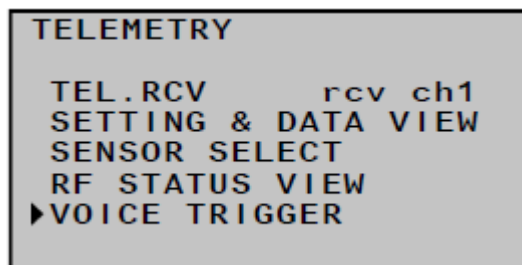 TELEMETRY
TEL.RCV rcv ch1
SETTING & DATA VIEW
SENSOR SELECT
RF STATUS VIEW
▶VOICE TRIGGER